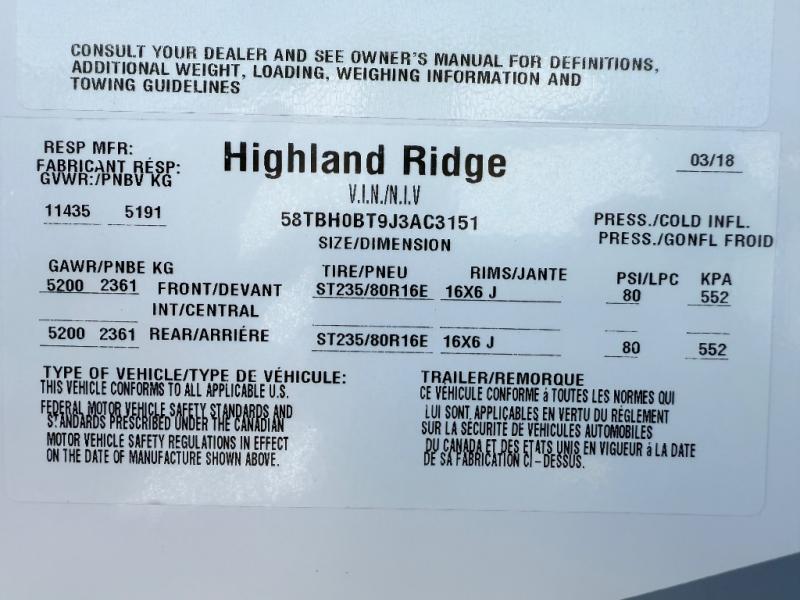 CONSULT YOUR DEALER AND SEE OWNER'S MANUAL FOR DEFINITIONS,
ADDITIONAL WEIGHT, LOADING, WEIGHING INFORMATION AND
TOWING GUIDELINES
RESP MFR:
FABRICANT RÉSP:
Highland Ridge
03/18
GVWR:/PNBV KG
V.I.N./N.I.V
11435 5191
58TBH0BT9J3AC3151
PRESS./COLD INFL.
SIZE/DIMENSION
PRESS./GONFL FROID
GAWR/PNBE KG
TIRE/PNEU RIMS/JANTE PSI/LPC KPA
5200 2361 FRONT/DEVANT ST235/80R16E 16X6 J 80 552
INT/CENTRAL
5200 2361 REAR/ARRIÉRE ST235/80R16E 16X6 J 80 552
TYPE OF VEHICLE/TYPE DE VÉHICULE: TRAILER/REMORQUE
THIS VEHICLE CONFORMS TO ALL APPLICABLE U.S.
FEDERAL MOTOR VEHICLE SAFETY STANDARDS AND
STANDARDS PRESCRIBED UNDER THE CANADIAN
MOTOR VEHICLE SAFETY REGULATIONS IN EFFECT
ON THE DATE OF MANUFACTURE SHOWN ABOVE.
CE VÉHICULE CONFORME á TOUTES LES NORMES QUI
LUI SONT APPLICABLES EN VERTU DU RÉGLEMENT
SUR LA SÉCURITE DE VÉHICULES AUTOMOBILES
DU CANADA ET DES ETATS UNIS EN VIGUEUR á LA DATE
DE SA FABRICATION CI-DESSUS.